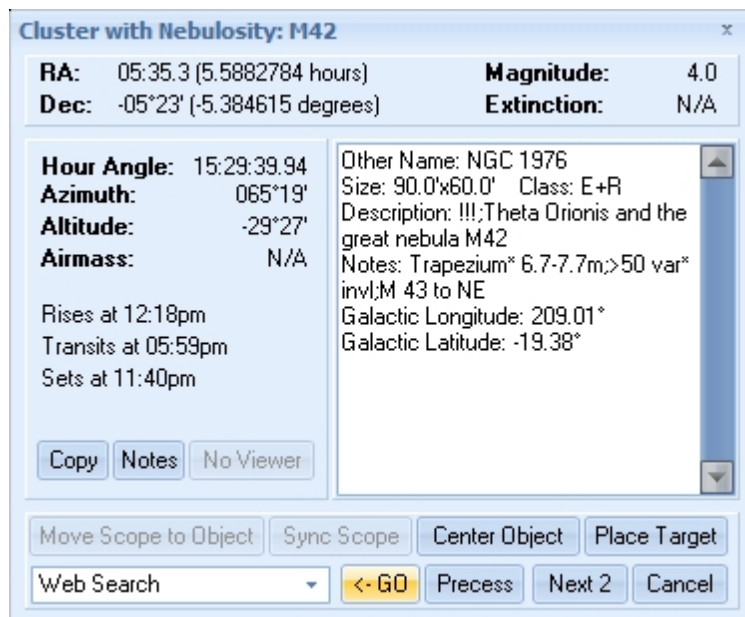 Cluster with Nebulosity: M42 x
RA: 05:35.3 (5.5882784 hours) Magnitude: 4.0
Dec: -05°23' (-5.384615 degrees) Extinction: N/A
Hour Angle: 15:29:39.94
Azimuth: 065°19'
Altitude: -29°27'
Airmass: N/A
Rises at 12:18pm
Transits at 05:59pm
Sets at 11:40pm
Copy Notes No Viewer
Other Name: NGC 1976
Size: 90.0'x60.0' Class: E+R
Description: !!!;Theta Orionis and the
great nebula M42
Notes: Trapezium* 6.7-7.7m;>50 var*
invl;M 43 to NE
Galactic Longitude: 209.01°
Galactic Latitude: -19.38°
Move Scope to Object Sync Scope Center Object Place Target
Web Search <- GO Precess Next 2 Cancel